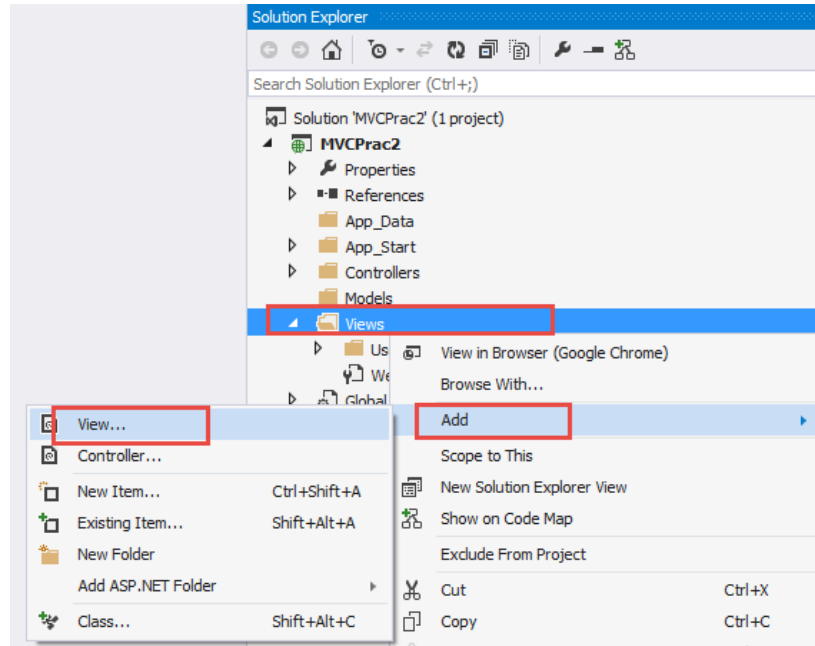 Solution Explorer
Search Solution Explorer (Ctrl+;)
Solution 'MVCPrac2' (1 project)
MVCPrac2
Properties
References
App_Data
App_Start
Controllers
Models
Views
Us
We
Global
View in Browser (Google Chrome)
Browse With...
Add
Scope to This
New Solution Explorer View
Show on Code Map
Exclude From Project
Cut Ctrl+X
Copy Ctrl+C
View...
Controller...
New Item... Ctrl+Shift+A
Existing Item... Shift+Alt+A
New Folder
Add ASP.NET Folder
Class... Shift+Alt+C